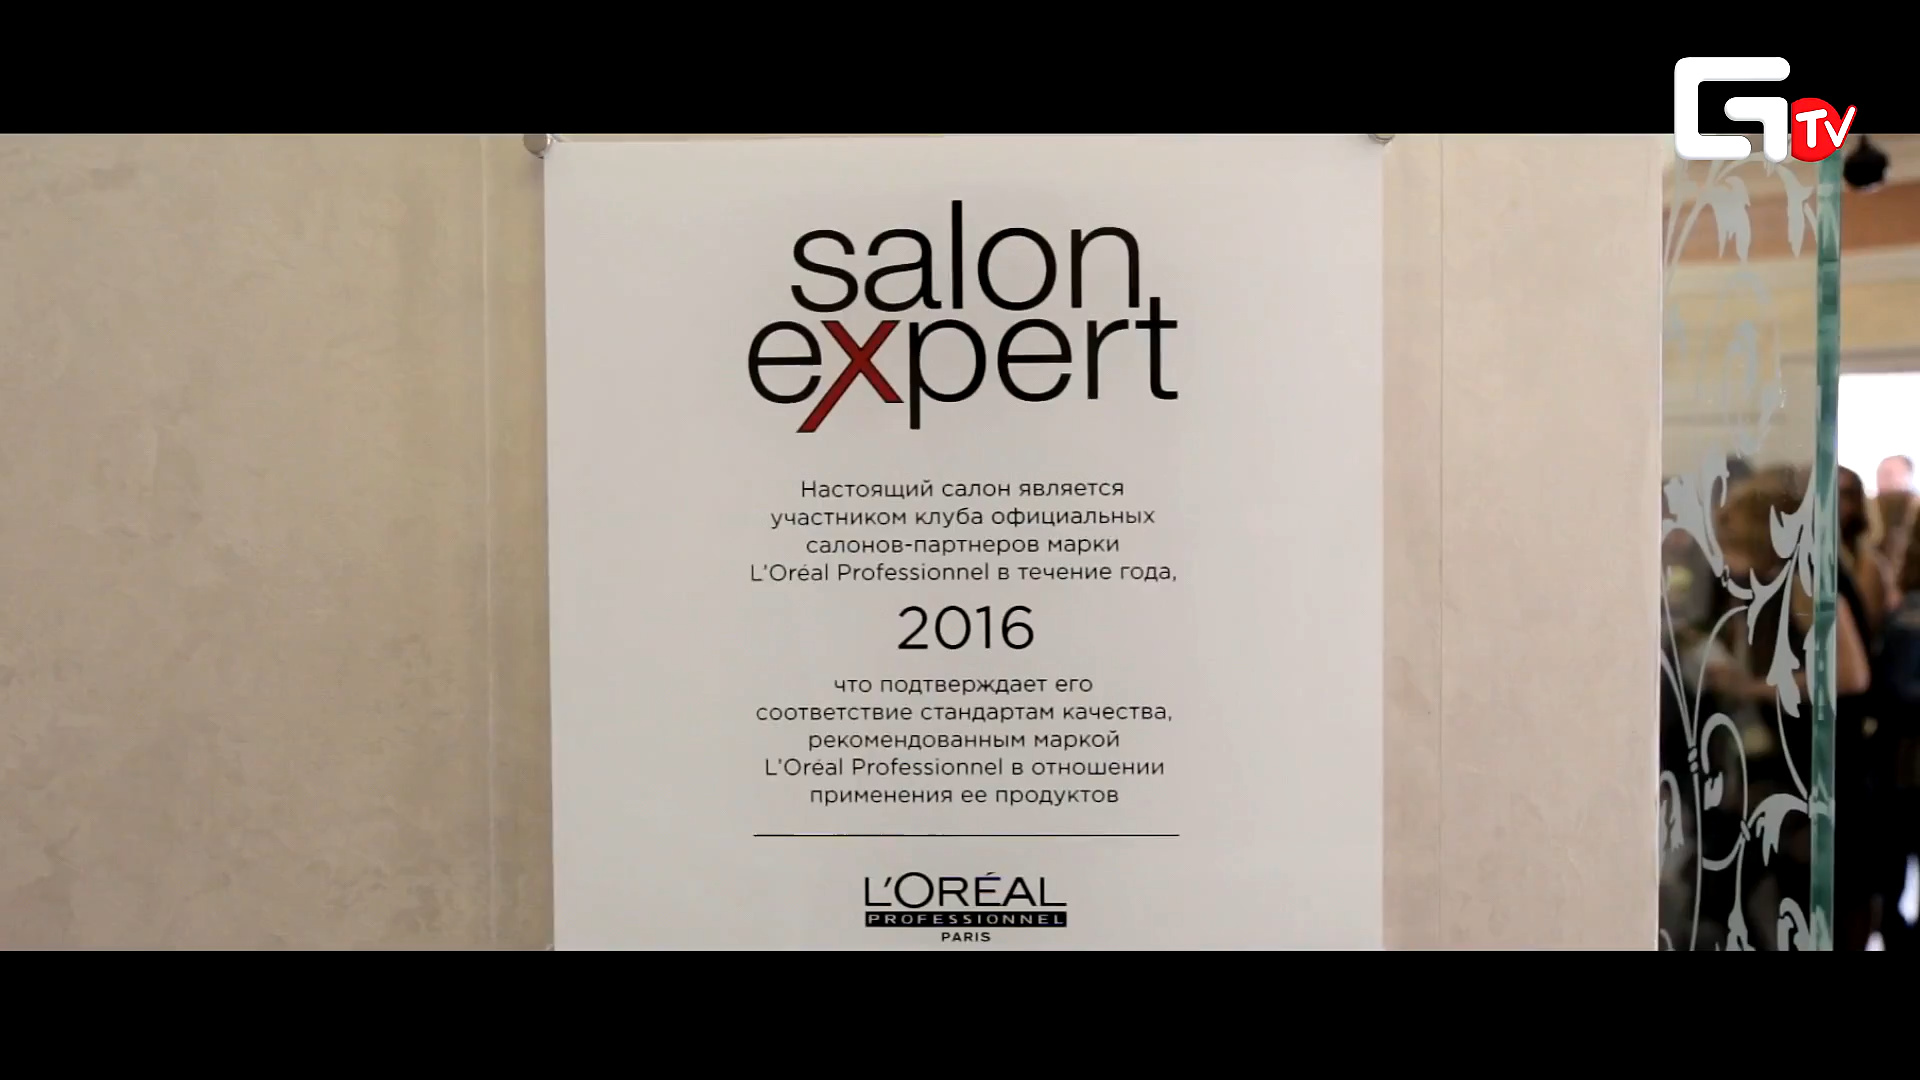 GTV
salon
expert
Настоящий салон является
участником клуба официальных
салонов-партнеров марки
L'Oréal Professionnel в течение года,
2016
что подтверждает его
соответствие стандартам качества,
рекомендованным маркой
L'Oréal Professionnel в отношении
применения ее продуктов
L'ORÉAL
PROFESSIONNEL
PARIS